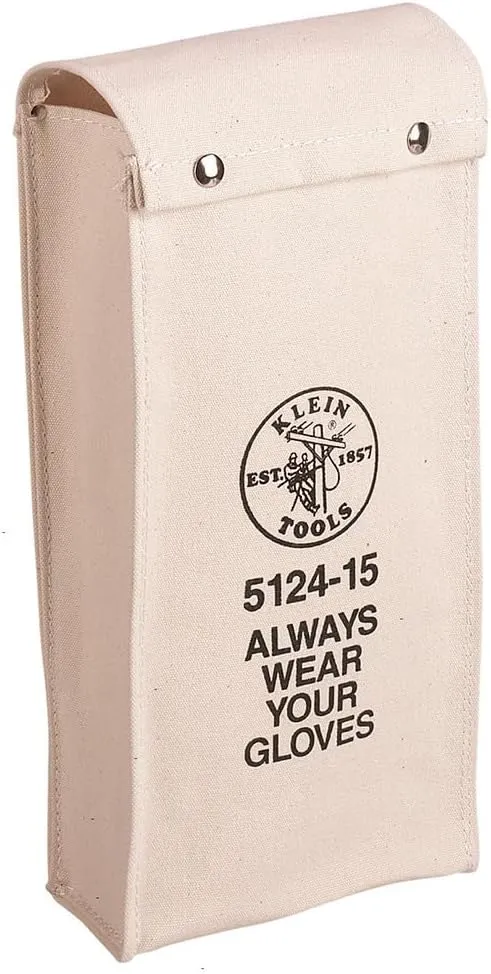 KLEIN
®
EST. 1857
TOOLS
5124-15
ALWAYS
WEAR
YOUR
GLOVES